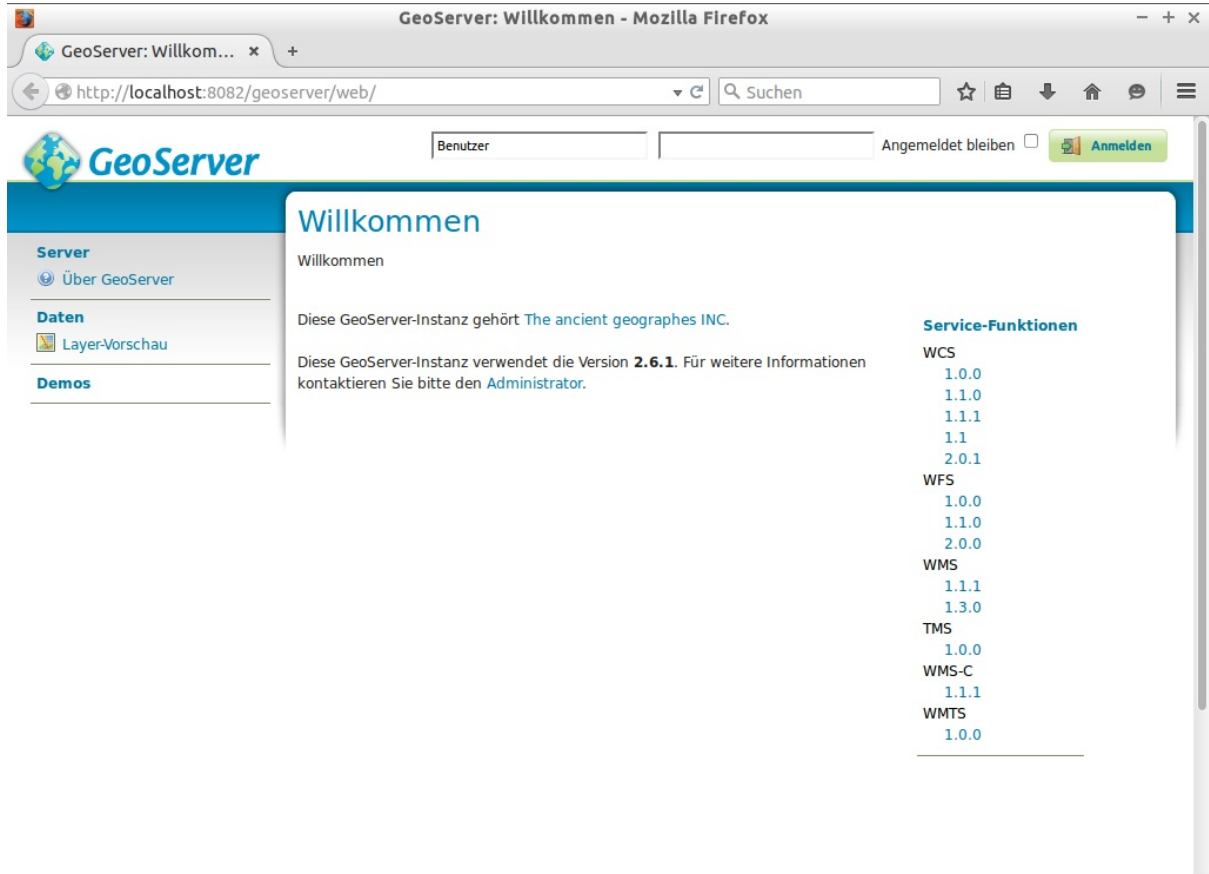 GeoServer: Willkommen - Mozilla Firefox
GeoServer: Willkom...
http://localhost:8082/geoserver/web/
Suchen
GeoServer
Benutzer
Angemeldet bleiben
Anmelden
Server
Über GeoServer
Daten
Layer-Vorschau
Demos
Willkommen
Willkommen
Diese GeoServer-Instanz gehört The ancient geographes INC.
Diese GeoServer-Instanz verwendet die Version 2.6.1. Für weitere Informationen
kontaktieren Sie bitte den Administrator.
Service-Funktionen
WCS
1.0.0
1.1.0
1.1.1
1.1
2.0.1
WFS
1.0.0
1.1.0
2.0.0
WMS
1.1.1
1.3.0
TMS
1.0.0
WMS-C
1.1.1
WMTS
1.0.0